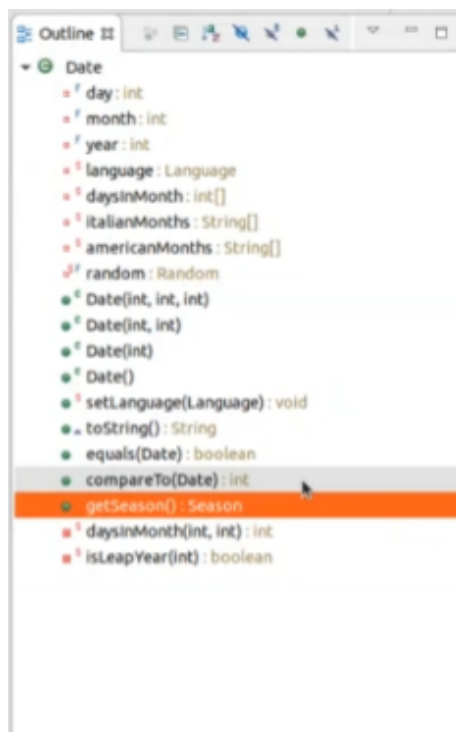 Outline
Date
day : int
month : int
year : int
language : Language
daysInMonth : int[]
italianMonths : String[]
americanMonths : String[]
random : Random
Date(int, int, int)
Date(int, int)
Date(int)
Date()
setLanguage(Language) : void
toString() : String
equals(Date) : boolean
compareTo(Date) : int
getSeason() : Season
daysInMonth(int, int) : int
isLeapYear(int) : boolean